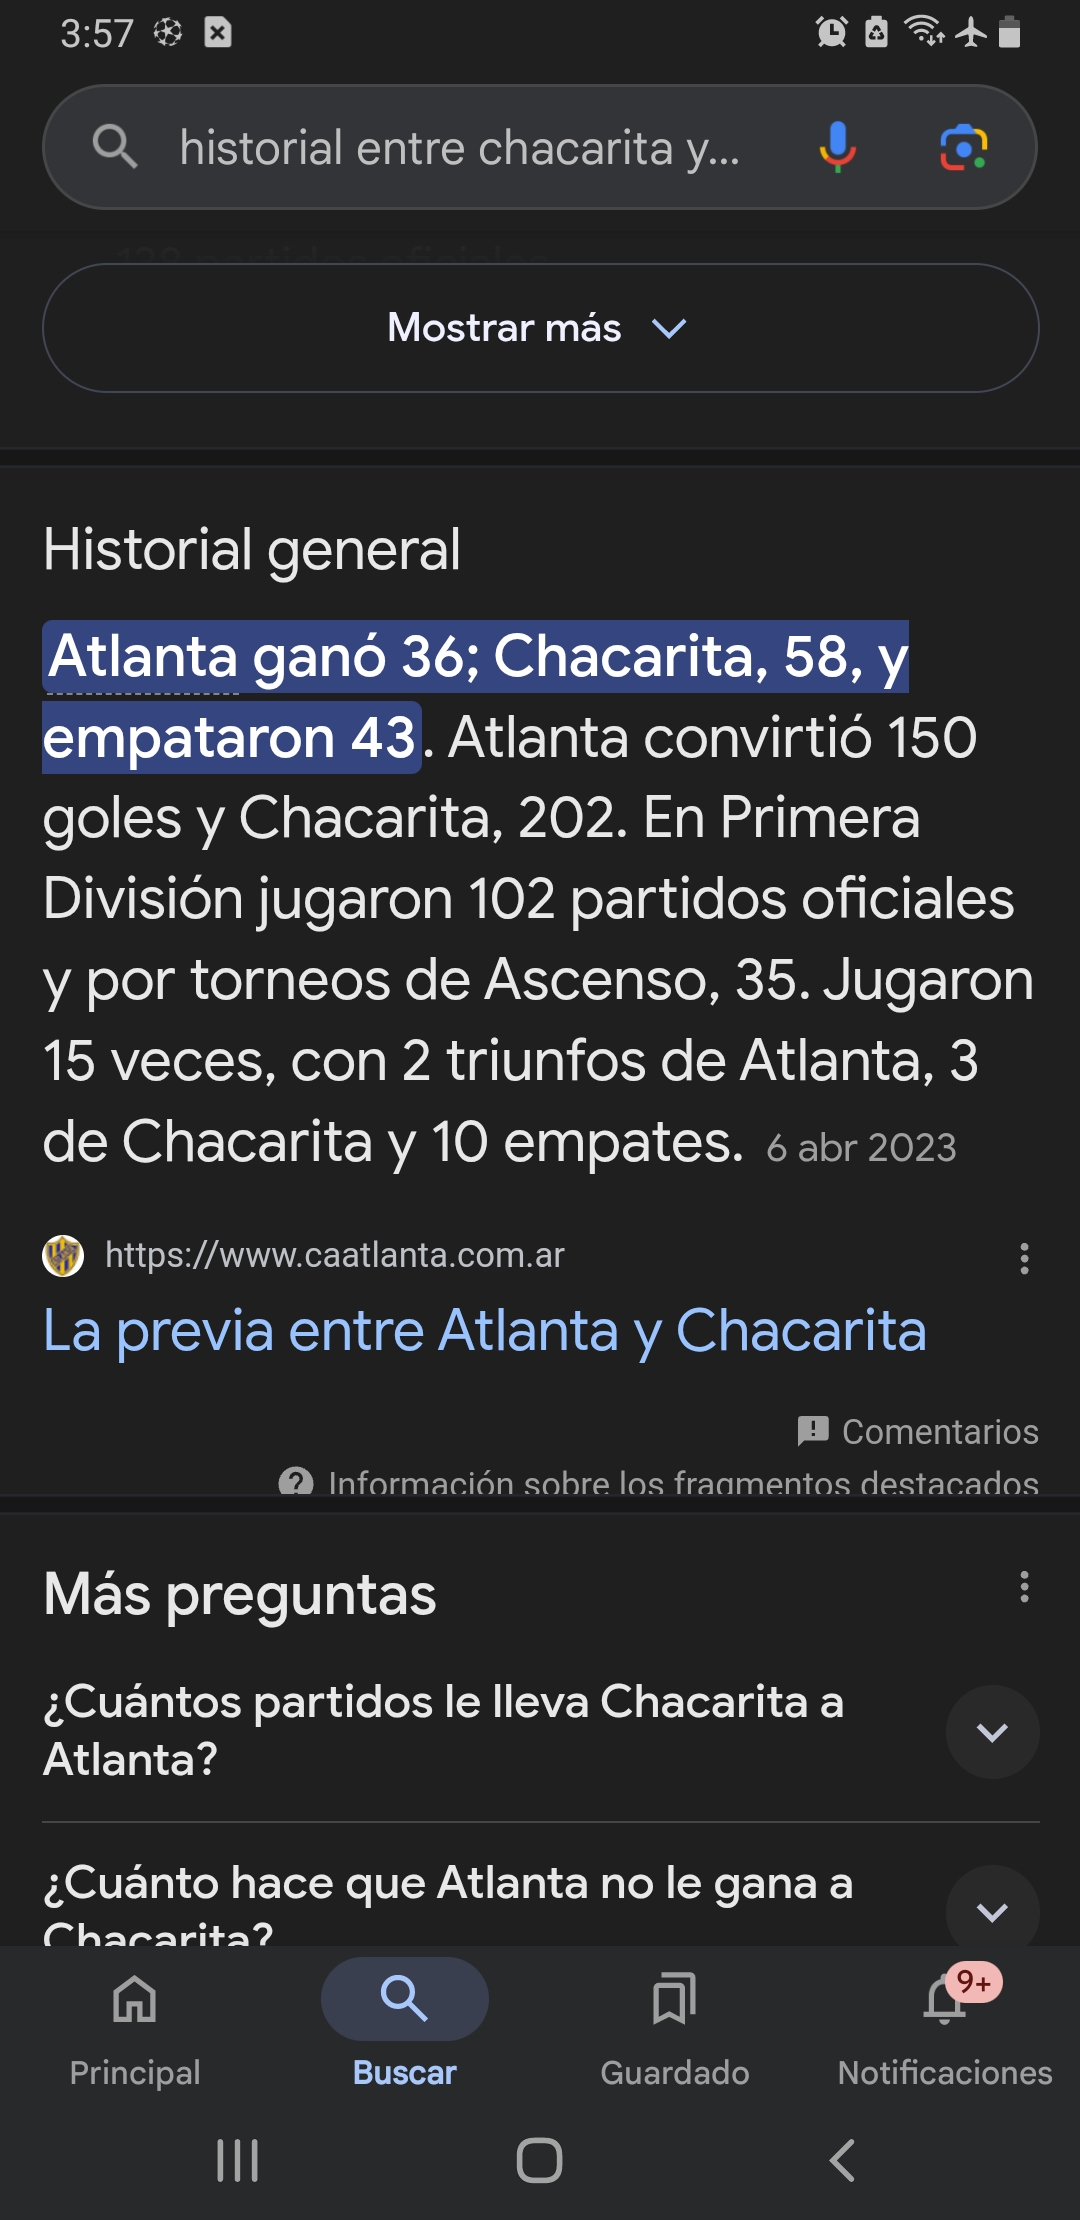 3:57
historial entre chacarita y...
138 partidos oficiales
Mostrar más
Historial general
Atlanta ganó 36; Chacarita, 58, y
empataron 43. Atlanta convirtió 150
goles y Chacarita, 202. En Primera
División jugaron 102 partidos oficiales
y por torneos de Ascenso, 35. Jugaron
15 veces, con 2 triunfos de Atlanta, 3
de Chacarita y 10 empates. 6 abr 2023
https://www.caatlanta.com.ar
La previa entre Atlanta y Chacarita
Comentarios
Información sobre los fragmentos destacados
Más preguntas
¿Cuántos partidos le lleva Chacarita a
Atlanta?
¿Cuánto hace que Atlanta no le gana a
Chacarita?
9+
Principal
Buscar
Guardado
Notificaciones